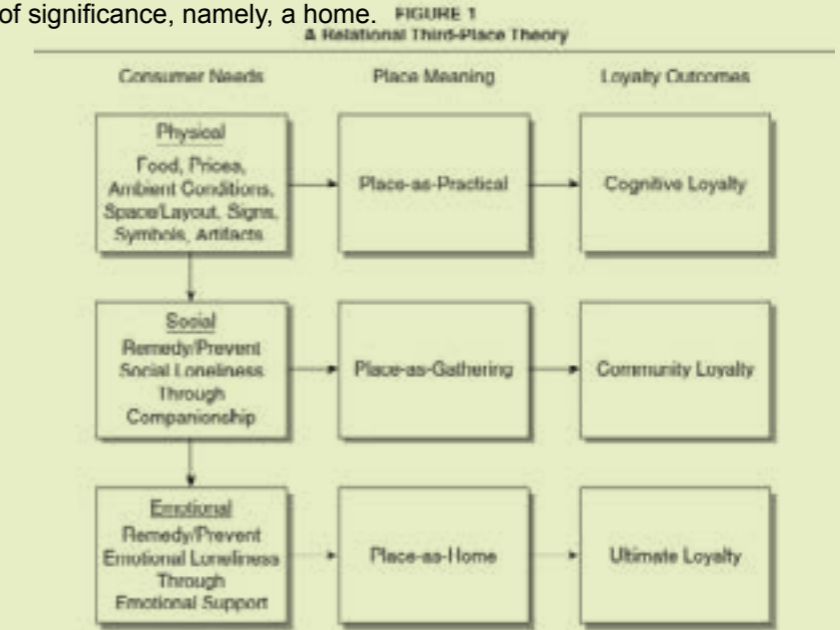 of significance, namely, a home.
FIGURE 1
A Relational Third-Place Theory
Consumer Needs
Place Meaning
Loyalty Outcomes
Physical
Food, Prices,
Ambient Conditions,
Space/Layout, Signs,
Symbols, Artifacts
Place-as-Practical
Cognitive Loyalty
Social
Remedy/Prevent
Social Loneliness
Through
Companionship
Place-as-Gathering
Community Loyalty
Emotional
Remedy/Prevent
Emotional Loneliness
Through
Emotional Support
Place-as-Home
Ultimate Loyalty